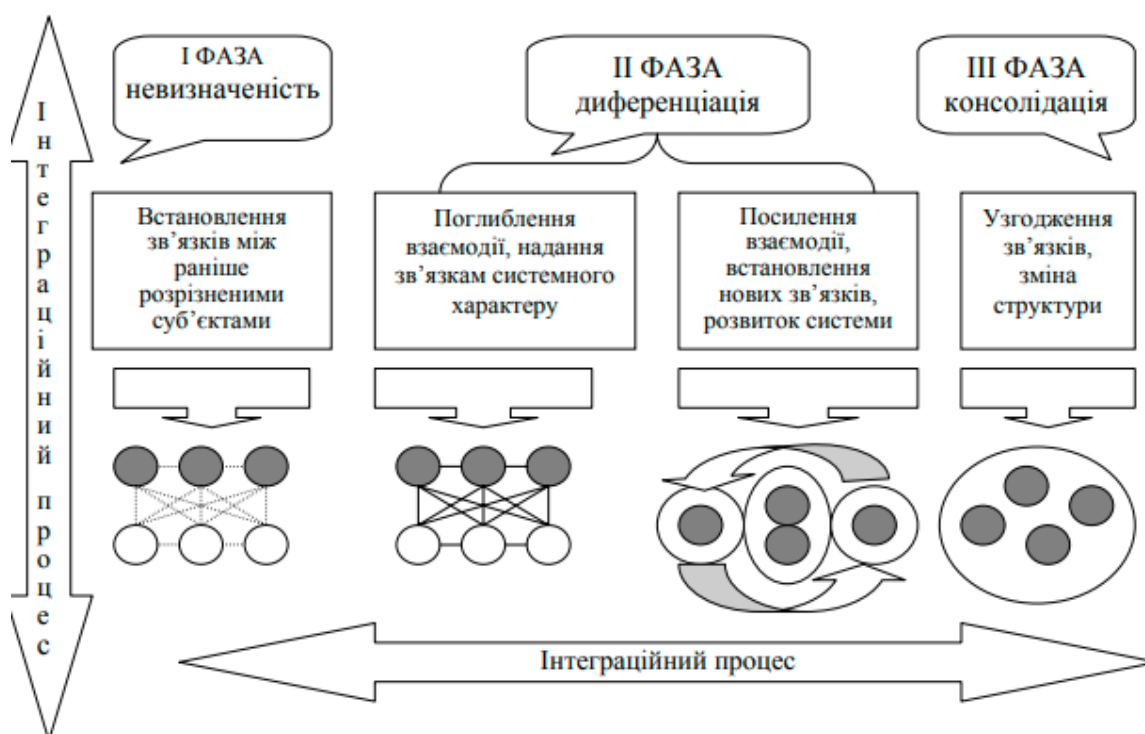 І ФАЗА
невизначеність
ІІ ФАЗА
диференціація
ІІІ ФАЗА
консолідація
Інтеграційний процес
Встановлення
зв’язків між
раніше
розрізненими
суб’єктами
Поглиблення
взаємодії, надання
зв’язкам системного
характеру
Посилення
взаємодії,
встановлення
нових зв’язків,
розвиток системи
Узгодження
зв’язків,
зміна
структури
Інтеграційний процес